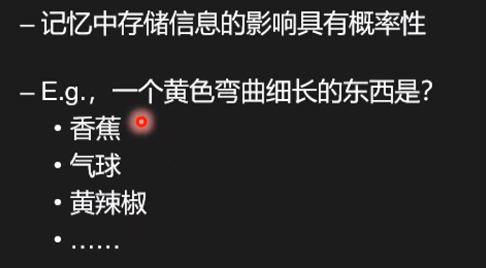 – 记忆中存储信息的影响具有概率性
– E.g.，一个黄色弯曲细长的东西是？
• 香蕉
• 气球
• 黄辣椒
• ……